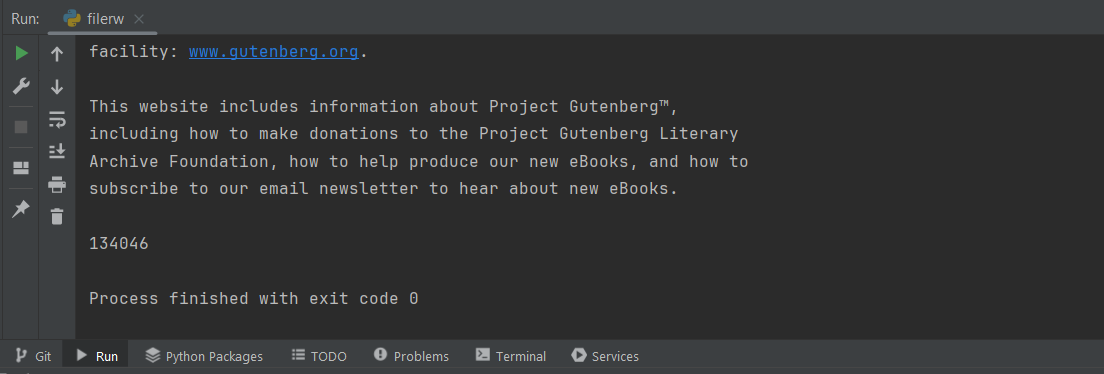 Run: filerw
facility: www.gutenberg.org.
This website includes information about Project Gutenberg™,
including how to make donations to the Project Gutenberg Literary
Archive Foundation, how to help produce our new eBooks, and how to
subscribe to our email newsletter to hear about new eBooks.
134046
Process finished with exit code 0
Git Run Python Packages TODO Problems Terminal Services